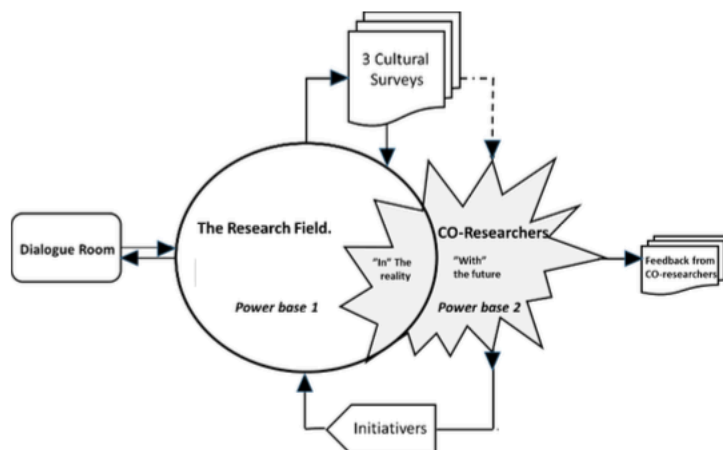 3 Cultural
Surveys
The Research Field.
CO-Researchers
Dialogue Room
"In" The
reality
"With"
the future
Feedback from
CO-researchers
Power base 1
Power base 2
Initiativers